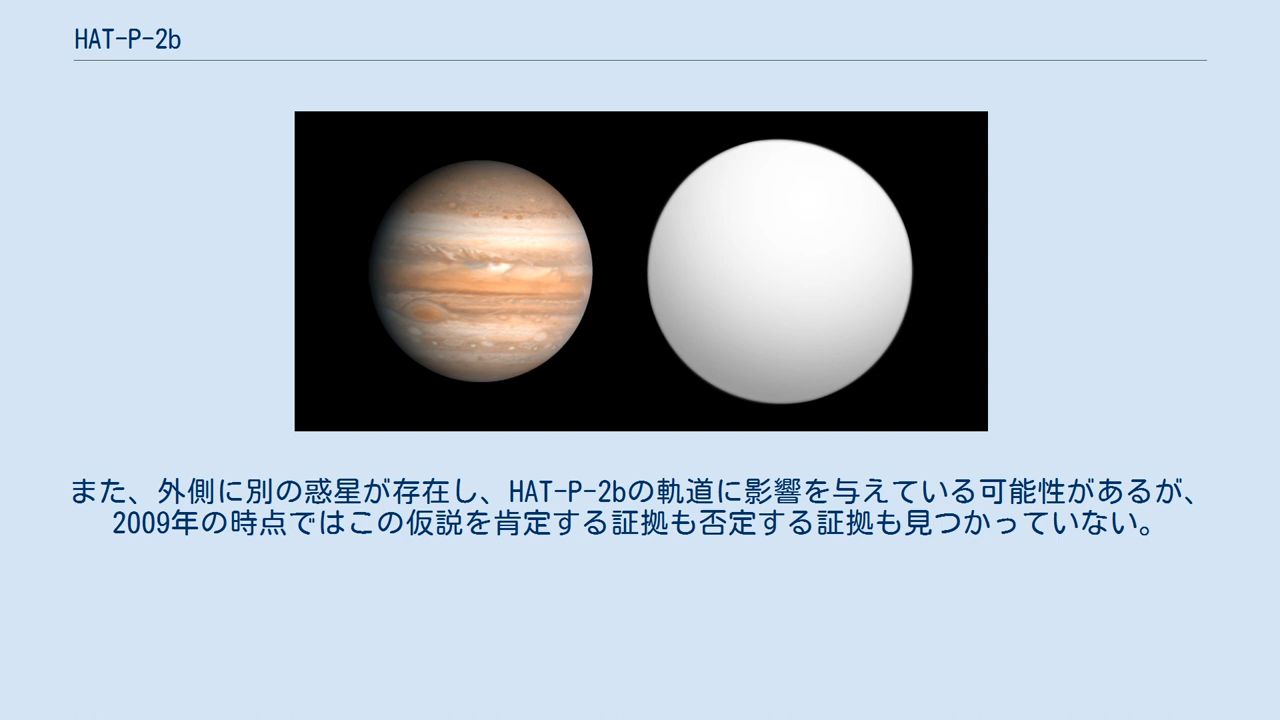 HAT-P-2b
また、外側に別の惑星が存在し、HAT-P-2bの軌道に影響を与えている可能性があるが、
2009年の時点ではこの仮説を肯定する証拠も否定する証拠も見つかっていない。